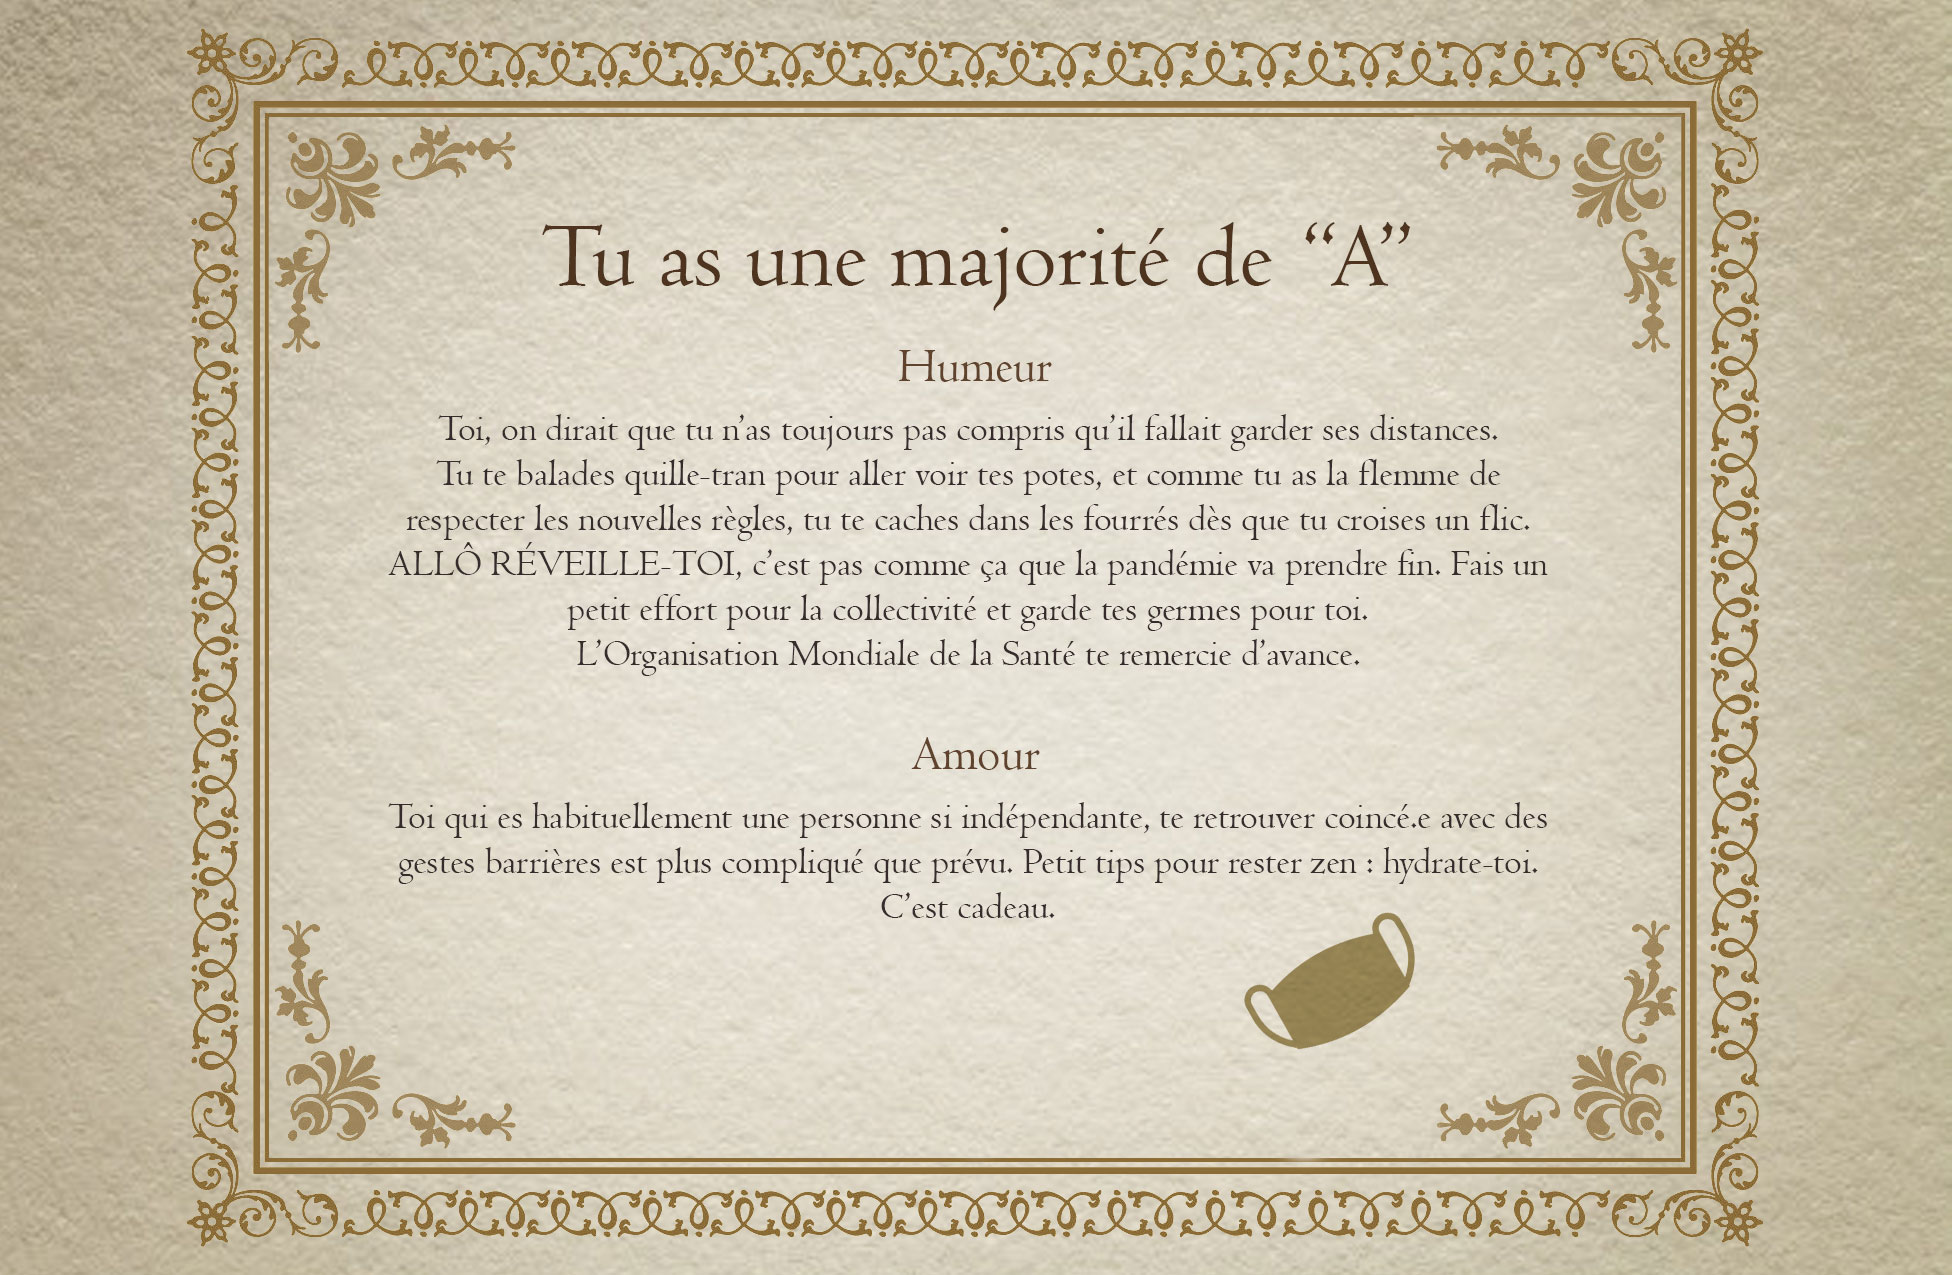 Tu as une majorité de “A”
Humeur
Toi, on dirait que tu n’as toujours pas compris qu’il fallait garder ses distances.
Tu te balades quille-tran pour aller voir tes potes, et comme tu as la flemme de
respecter les nouvelles règles, tu te caches dans les fourrés dès que tu croises un flic.
ALLÔ RÉVEILLE-TOI, c’est pas comme ça que la pandémie va prendre fin. Fais un
petit effort pour la collectivité et garde tes germes pour toi.
L’Organisation Mondiale de la Santé te remercie d’avance.
Amour
Toi qui es habituellement une personne si indépendante, te retrouver coincé.e avec des
gestes barrières est plus compliqué que prévu. Petit tips pour rester zen : hydrate-toi.
C’est cadeau.